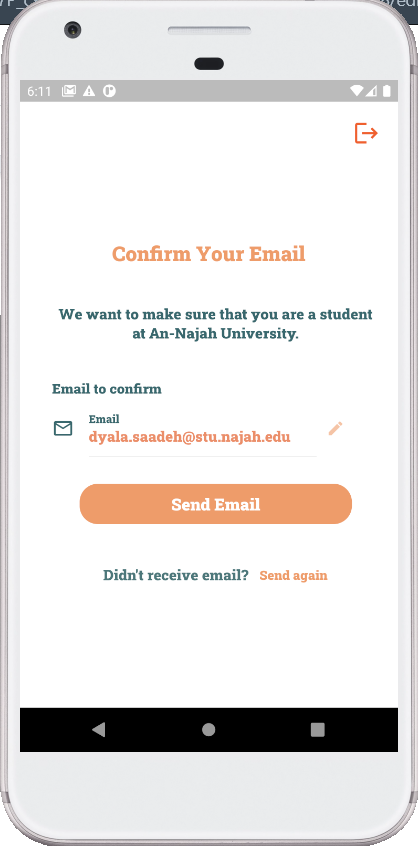 6:11
Confirm Your Email
We want to make sure that you are a student
at An-Najah University.
Email to confirm
Email
dyala.saadeh@stu.najah.edu
Send Email
Didn't receive email? Send again